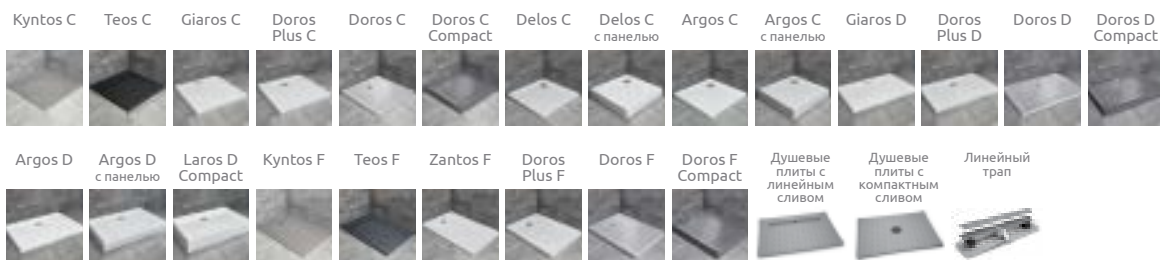 Kyntos C
Teos C
Giaros C
Doros
Plus C
Doros C
Doros C
Compact
Delos C
Delos C
с панелью
Argos C
Argos C
с панелью
Giaros D
Doros
Plus D
Doros D
Doros D
Compact
Argos D
Argos D
с панелью
Laros D
Compact
Kyntos F
Teos F
Zantos F
Doros
Plus F
Doros F
Doros F
Compact
Душевые
плиты с
линейным
сливом
Душевые
плиты с
компактным
сливом
Линейный
трап